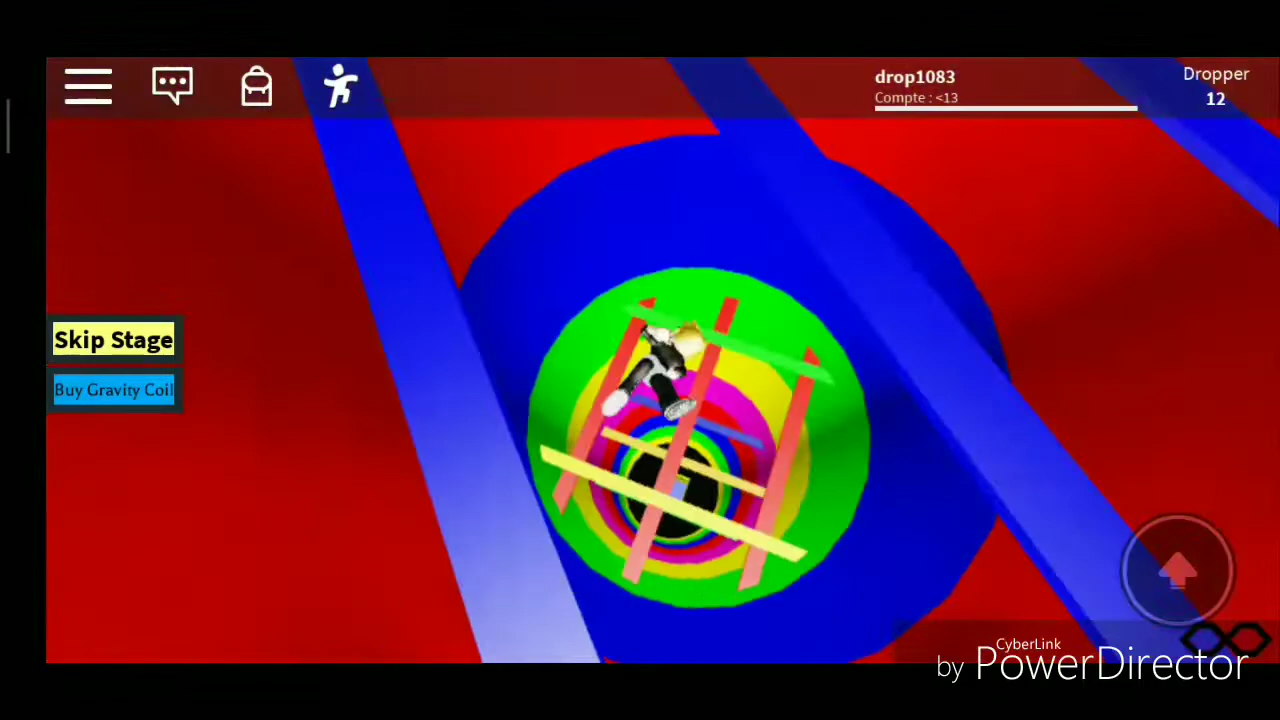 drop1083
Compte : <13
Dropper
12
Skip Stage
Buy Gravity Coil
CyberLink
by PowerDirector